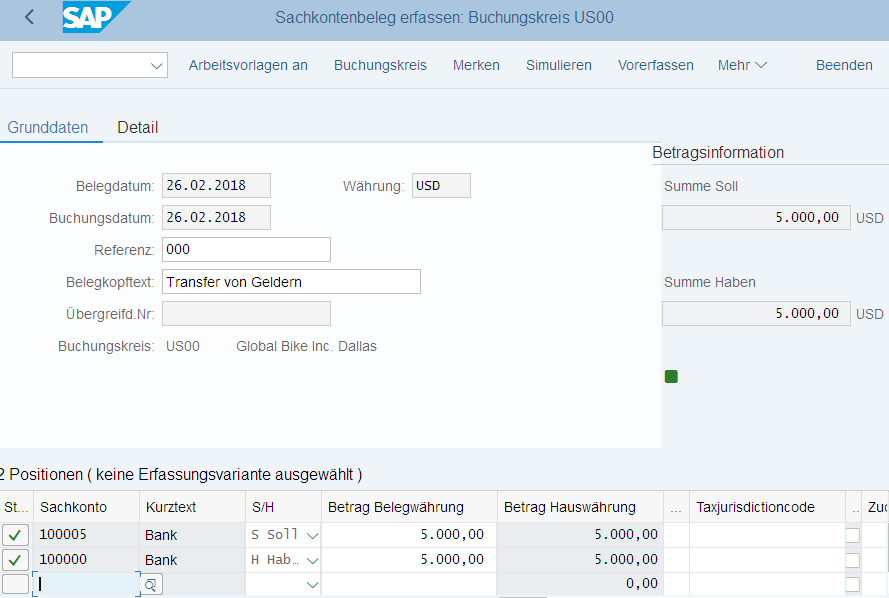 SAP
Sachkontenbeleg erfassen: Buchungskreis US00
Arbeitsvorlagen an Buchungskreis Merken Simulieren Vorerfassen Mehr Beenden
Grunddaten Detail
Betragsinformation
Belegdatum: 26.02.2018 Währung: USD
Summe Soll
Buchungsdatum: 26.02.2018
5.000,00 USD
Referenz: 000
Belegkopftext: Transfer von Geldern
Summe Haben
Übergreifd.Nr:
5.000,00 USD
Buchungskreis: US00 Global Bike Inc. Dallas
2 Positionen ( keine Erfassungsvariante ausgewählt )
St... Sachkonto Kurztext S/H Betrag Belegwährung Betrag Hauswährung ... Taxjurisdictioncode .. Zuo
100005 Bank S Soll 5.000,00 5.000,00
100000 Bank H Hab… 5.000,00 5.000,00
0,00